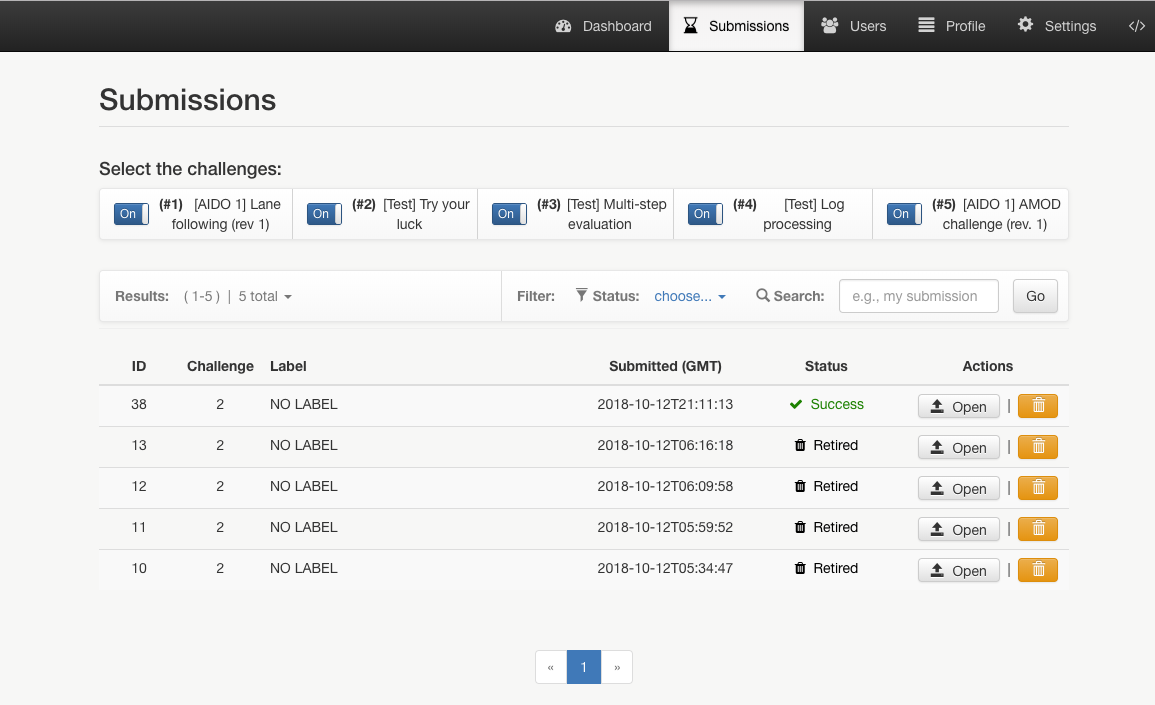 Dashboard Submissions Users Profile Settings </>
Submissions
Select the challenges:
On (#1) [AIDO 1] Lane following (rev 1)
On (#2) [Test] Try your luck
On (#3) [Test] Multi-step evaluation
On (#4) [Test] Log processing
On (#5) [AIDO 1] AMOD challenge (rev. 1)
Results: ( 1-5 ) | 5 total Filter: Status: choose... Search: e.g., my submission Go
ID Challenge Label Submitted (GMT) Status Actions
38 2 NO LABEL 2018-10-12T21:11:13 Success Open |
13 2 NO LABEL 2018-10-12T06:16:18 Retired Open |
12 2 NO LABEL 2018-10-12T06:09:58 Retired Open |
11 2 NO LABEL 2018-10-12T05:59:52 Retired Open |
10 2 NO LABEL 2018-10-12T05:34:47 Retired Open |
« 1 »